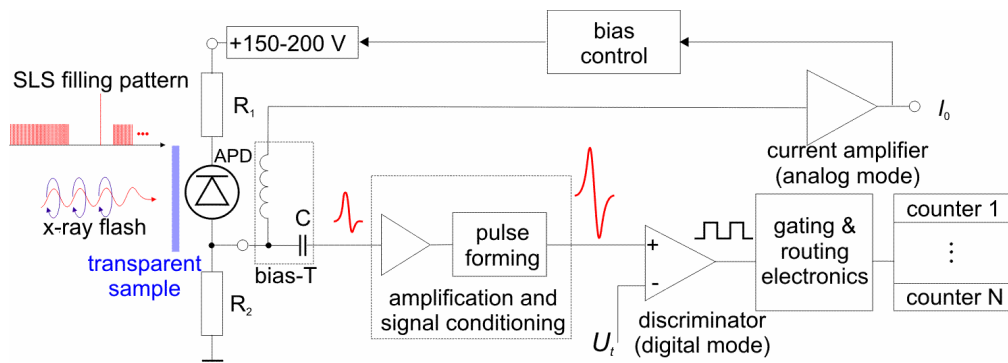 SLS filling pattern
x-ray flash
transparent
sample
+150-200 V
R1
APD
R2
C
bias-T
bias
control
I0
current amplifier
(analog mode)
pulse
forming
amplification and
signal conditioning
+
-
Ut
discriminator
(digital mode)
gating &
routing
electronics
counter 1
⋮
counter N